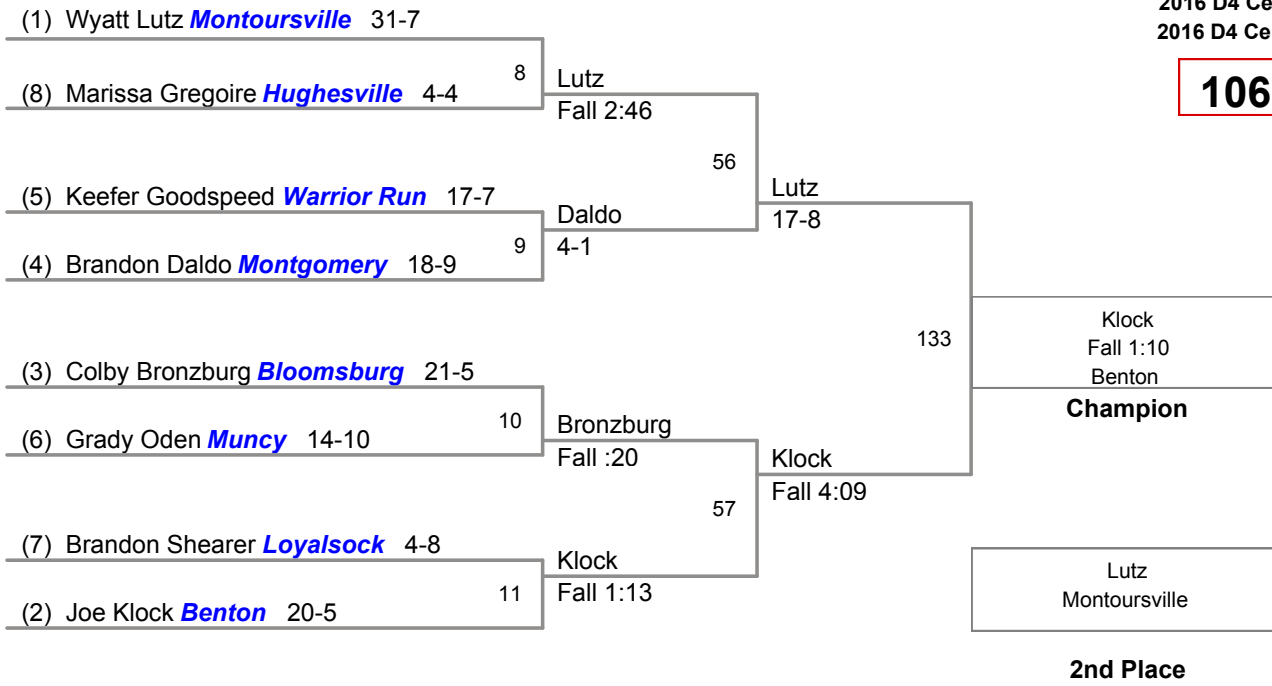 2016 D4 Ce
2016 D4 Ce
106
(1) Wyatt Lutz Montoursville 31-7
8
(8) Marissa Gregoire Hughesville 4-4
Lutz
Fall 2:46
56
(5) Keefer Goodspeed Warrior Run 17-7
9
(4) Brandon Daldo Montgomery 18-9
Daldo
4-1
Lutz
17-8
133
(3) Colby Bronzburg Bloomsburg 21-5
10
(6) Grady Oden Muncy 14-10
Bronzburg
Fall :20
57
(7) Brandon Shearer Loyalsock 4-8
11
(2) Joe Klock Benton 20-5
Klock
Fall 1:13
Klock
Fall 4:09
Klock
Fall 1:10
Benton
Champion
Lutz
Montoursville
2nd Place